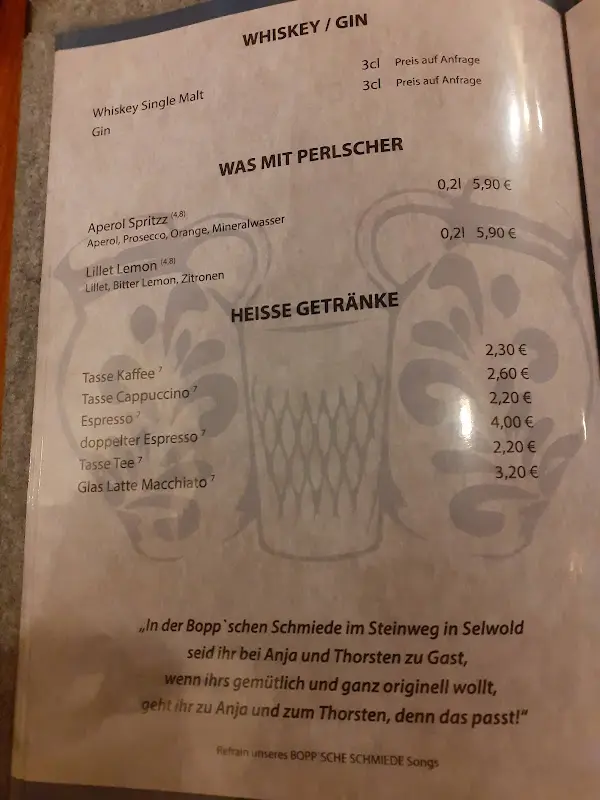 WHISKEY / GIN
Whiskey Single Malt 3cl Preis auf Anfrage
Gin 3cl Preis auf Anfrage
WAS MIT PERLSCHER
Aperol Spritzz (4,8) 0,2l 5,90 €
Aperol, Prosecco, Orange, Mineralwasser
Lillet Lemon (4,8) 0,2l 5,90 €
Lillet, Bitter Lemon, Zitronen
HEISSE GETRÄNKE
Tasse Kaffee 7 2,30 €
Tasse Cappuccino 7 2,60 €
Espresso 7 2,20 €
doppelter Espresso 7 4,00 €
Tasse Tee 7 2,20 €
Glas Latte Macchiato 7 3,20 €
„In der Bopp`schen Schmiede im Steinweg in Selwold
seid ihr bei Anja und Thorsten zu Gast,
wenn ihrs gemütlich und ganz originell wollt,
geht ihr zu Anja und zum Thorsten, denn das passt!“
Refrain unseres BOPP`SCHE SCHMIEDE Songs